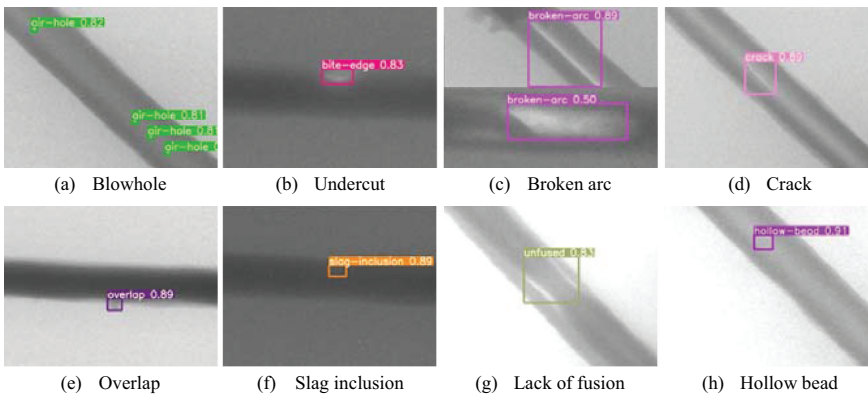 air-hole 0.82
air-hole 0.81
air-hole 0.81
air-hole
bite-edge 0.83
broken-arc 0.89
broken-arc 0.50
crack 0.89
(a) Blowhole
(b) Undercut
(c) Broken arc
(d) Crack
overlap 0.89
slag-inclusion 0.89
unfused 0.83
hollow-bead 0.91
(e) Overlap
(f) Slag inclusion
(g) Lack of fusion
(h) Hollow bead